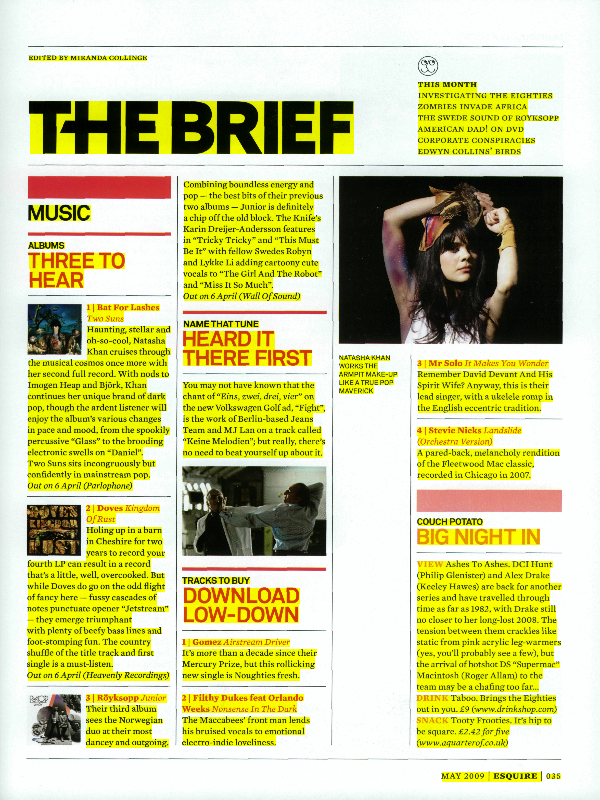 EDITED BY MIRANDA COLLINGE
THE BRIEF
THIS MONTH
INVESTIGATING THE EIGHTIES
ZOMBIES INVADE AFRICA
THE SWEDE SOUND OF ROYKSOPP
AMERICAN DAD! ON DVD
CORPORATE CONSPIRACIES
EDWYN COLLINS' BIRDS
MUSIC
ALBUMS
THREE TO
HEAR
1 | Bat For Lashes
Two Suns
Haunting, stellar and
oh-so-cool, Natasha
Khan cruises through
the musical cosmos once more with
her second full record. With nods to
Imogen Heap and Björk, Khan
continues her unique brand of dark
pop, though the ardent listener will
enjoy the album's various changes
in pace and mood, from the spookily
percussive "Glass" to the brooding
electronic swells on "Daniel".
Two Suns sits incongruously but
confidently in mainstream pop.
Out on 6 April (Parlophone)
2 | Doves Kingdom
Of Rust
Holing up in a barn
in Cheshire for two
years to record your
fourth LP can result in a record
that's a little, well, overcooked. But
while Doves do go on the odd flight
of fancy here — fussy cascades of
notes punctuate opener "Jetstream"
— they emerge triumphant
with plenty of beefy bass lines and
foot-stomping fun. The country
shuffle of the title track and first
single is a must-listen.
Out on 6 April (Heavenly Recordings)
3 | Röyksopp Junior
Their third album
sees the Norwegian
duo at their most
dancey and outgoing.
Combining boundless energy and
pop — the best bits of their previous
two albums — Junior is definitely
a chip off the old block. The Knife's
Karin Dreijer-Andersson features
in "Tricky Tricky" and "This Must
Be It" with fellow Swedes Robyn
and Lykke Li adding cartoony cute
vocals to "The Girl And The Robot"
and "Miss It So Much".
Out on 6 April (Wall Of Sound)
NAME THAT TUNE
HEARD IT
THERE FIRST
You may not have known that the
chant of "Eins, zwei, drei, vier" on
the new Volkswagen Golf ad, "Fight",
is the work of Berlin-based Jeans
Team and MJ Lan on a track called
"Keine Melodien"; but really, there's
no need to beat yourself up about it.
TRACKS TO BUY
DOWNLOAD
LOW-DOWN
1 | Gomez Airstream Driver
It's more than a decade since their
Mercury Prize, but this rollicking
new single is Noughties fresh.
2 | Filthy Dukes feat Orlando
Weeks Nonsense In The Dark
The Maccabees' front man lends
his bruised vocals to emotional
electro-indie loveliness.
NATASHA KHAN
WORKS THE
ARMPIT MAKE-UP
LIKE A TRUE POP
MAVERICK
3 | Mr Solo It Makes You Wonder
Remember David Devant And His
Spirit Wife? Anyway, this is their
lead singer, with a ukelele romp in
the English eccentric tradition.
4 | Stevie Nicks Landslide
(Orchestra Version)
A pared-back, melancholy rendition
of the Fleetwood Mac classic,
recorded in Chicago in 2007.
COUCH POTATO
BIG NIGHT IN
VIEW Ashes To Ashes. DCI Hunt
(Philip Glenister) and Alex Drake
(Keeley Hawes) are back for another
series and have travelled through
time as far as 1982, with Drake still
no closer to her long-lost 2008. The
tension between them crackles like
static from pink acrylic leg-warmers
(yes, you'll probably see a few), but
the arrival of hotshot DS "Supermac"
Macintosh (Roger Allam) to the
team may be a chafing too far...
DRINK Taboo. Brings the Eighties
out in you. £9 (www.drinkshop.com)
SNACK Tooty Frooties. It's hip to
be square. £2.42 for five
(www.aquarterof.co.uk)
MAY 2009 | ESQUIRE | 035